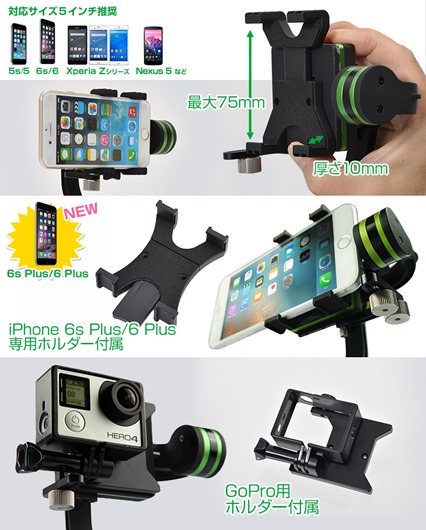 対応サイズ5インチ推奨
5s/5 6s/6 Xperia Zシリーズ Nexus 5 など
最大75mm
厚さ10mm
NEW
6s Plus/6 Plus
iPhone 6s Plus/6 Plus
専用ホルダー付属
HERO4
GoPro用
ホルダー付属